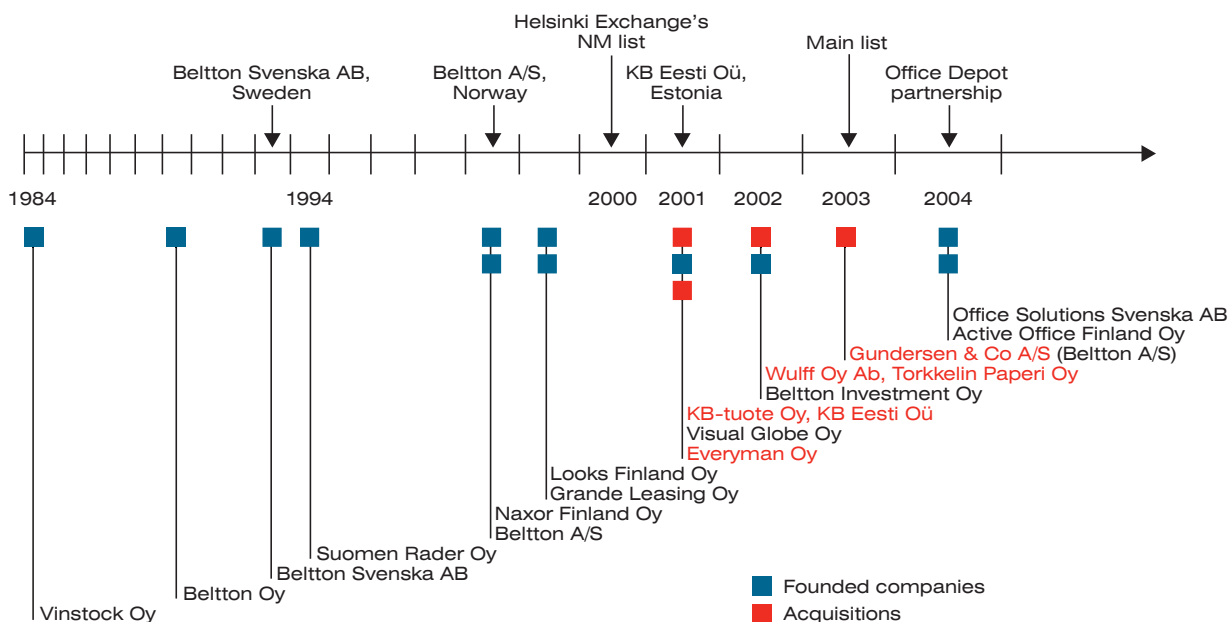 Helsinki Exchange's
NM list
Main list
Beltton Svenska AB,
Sweden
Beltton A/S,
Norway
KB Eesti Oü,
Estonia
Office Depot
partnership
1984
1994
2000
2001
2002
2003
2004
Office Solutions Svenska AB
Active Office Finland Oy
Gundersen & Co A/S (Beltton A/S)
Wulff Oy Ab, Torkkelin Paperi Oy
Beltton Investment Oy
KB-tuote Oy, KB Eesti Oü
Visual Globe Oy
Everyman Oy
Looks Finland Oy
Grande Leasing Oy
Naxor Finland Oy
Beltton A/S
Suomen Rader Oy
Beltton Svenska AB
Beltton Oy
Vinstock Oy
Founded companies
Acquisitions